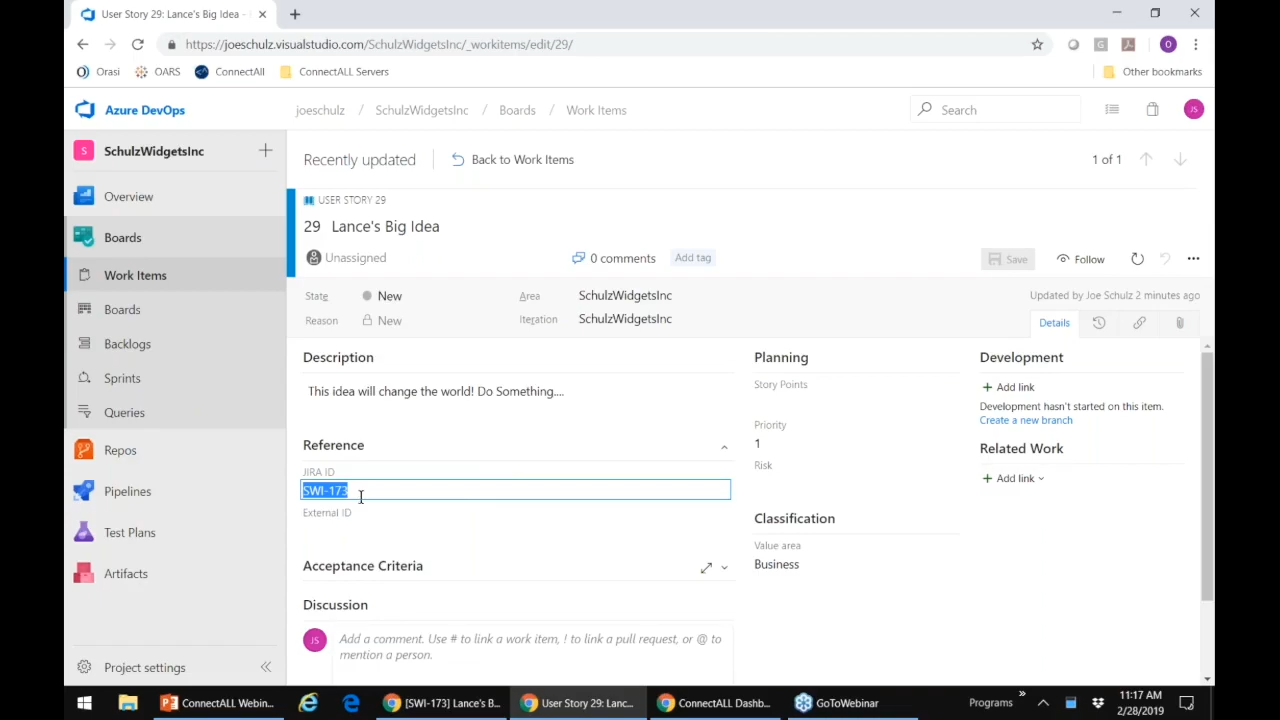 User Story 29: Lance's Big Idea -
https://joeschulz.visualstudio.com/SchulzWidgetsInc/_workitems/edit/29/
Orasi
OARS
ConnectAll
ConnectALL Servers
Other bookmarks
Azure DevOps
joeschulz / SchulzWidgetsInc / Boards / Work Items
Search
JS
S
SchulzWidgetsInc
Overview
Boards
Work Items
Boards
Backlogs
Sprints
Queries
Repos
Pipelines
Test Plans
Artifacts
Project settings
Recently updated
Back to Work Items
1 of 1
USER STORY 29
29 Lance's Big Idea
Unassigned
0 comments
Add tag
Save
Follow
State New
Area SchulzWidgetsInc
Updated by Joe Schulz 2 minutes ago
Reason New
Iteration SchulzWidgetsInc
Details
Description
This idea will change the world! Do Something....
Reference
JIRA ID
SWI-173
External ID
Acceptance Criteria
Discussion
JS
Add a comment. Use # to link a work item, ! to link a pull request, or @ to
mention a person.
Planning
Story Points
Priority
1
Risk
Classification
Value area
Business
Development
Add link
Development hasn't started on this item.
Create a new branch
Related Work
Add link
ConnectALL Webin...
[SWI-173] Lance's B...
User Story 29: Lanc...
ConnectALL Dashb...
GoToWebinar
Programs
11:17 AM
2/28/2019